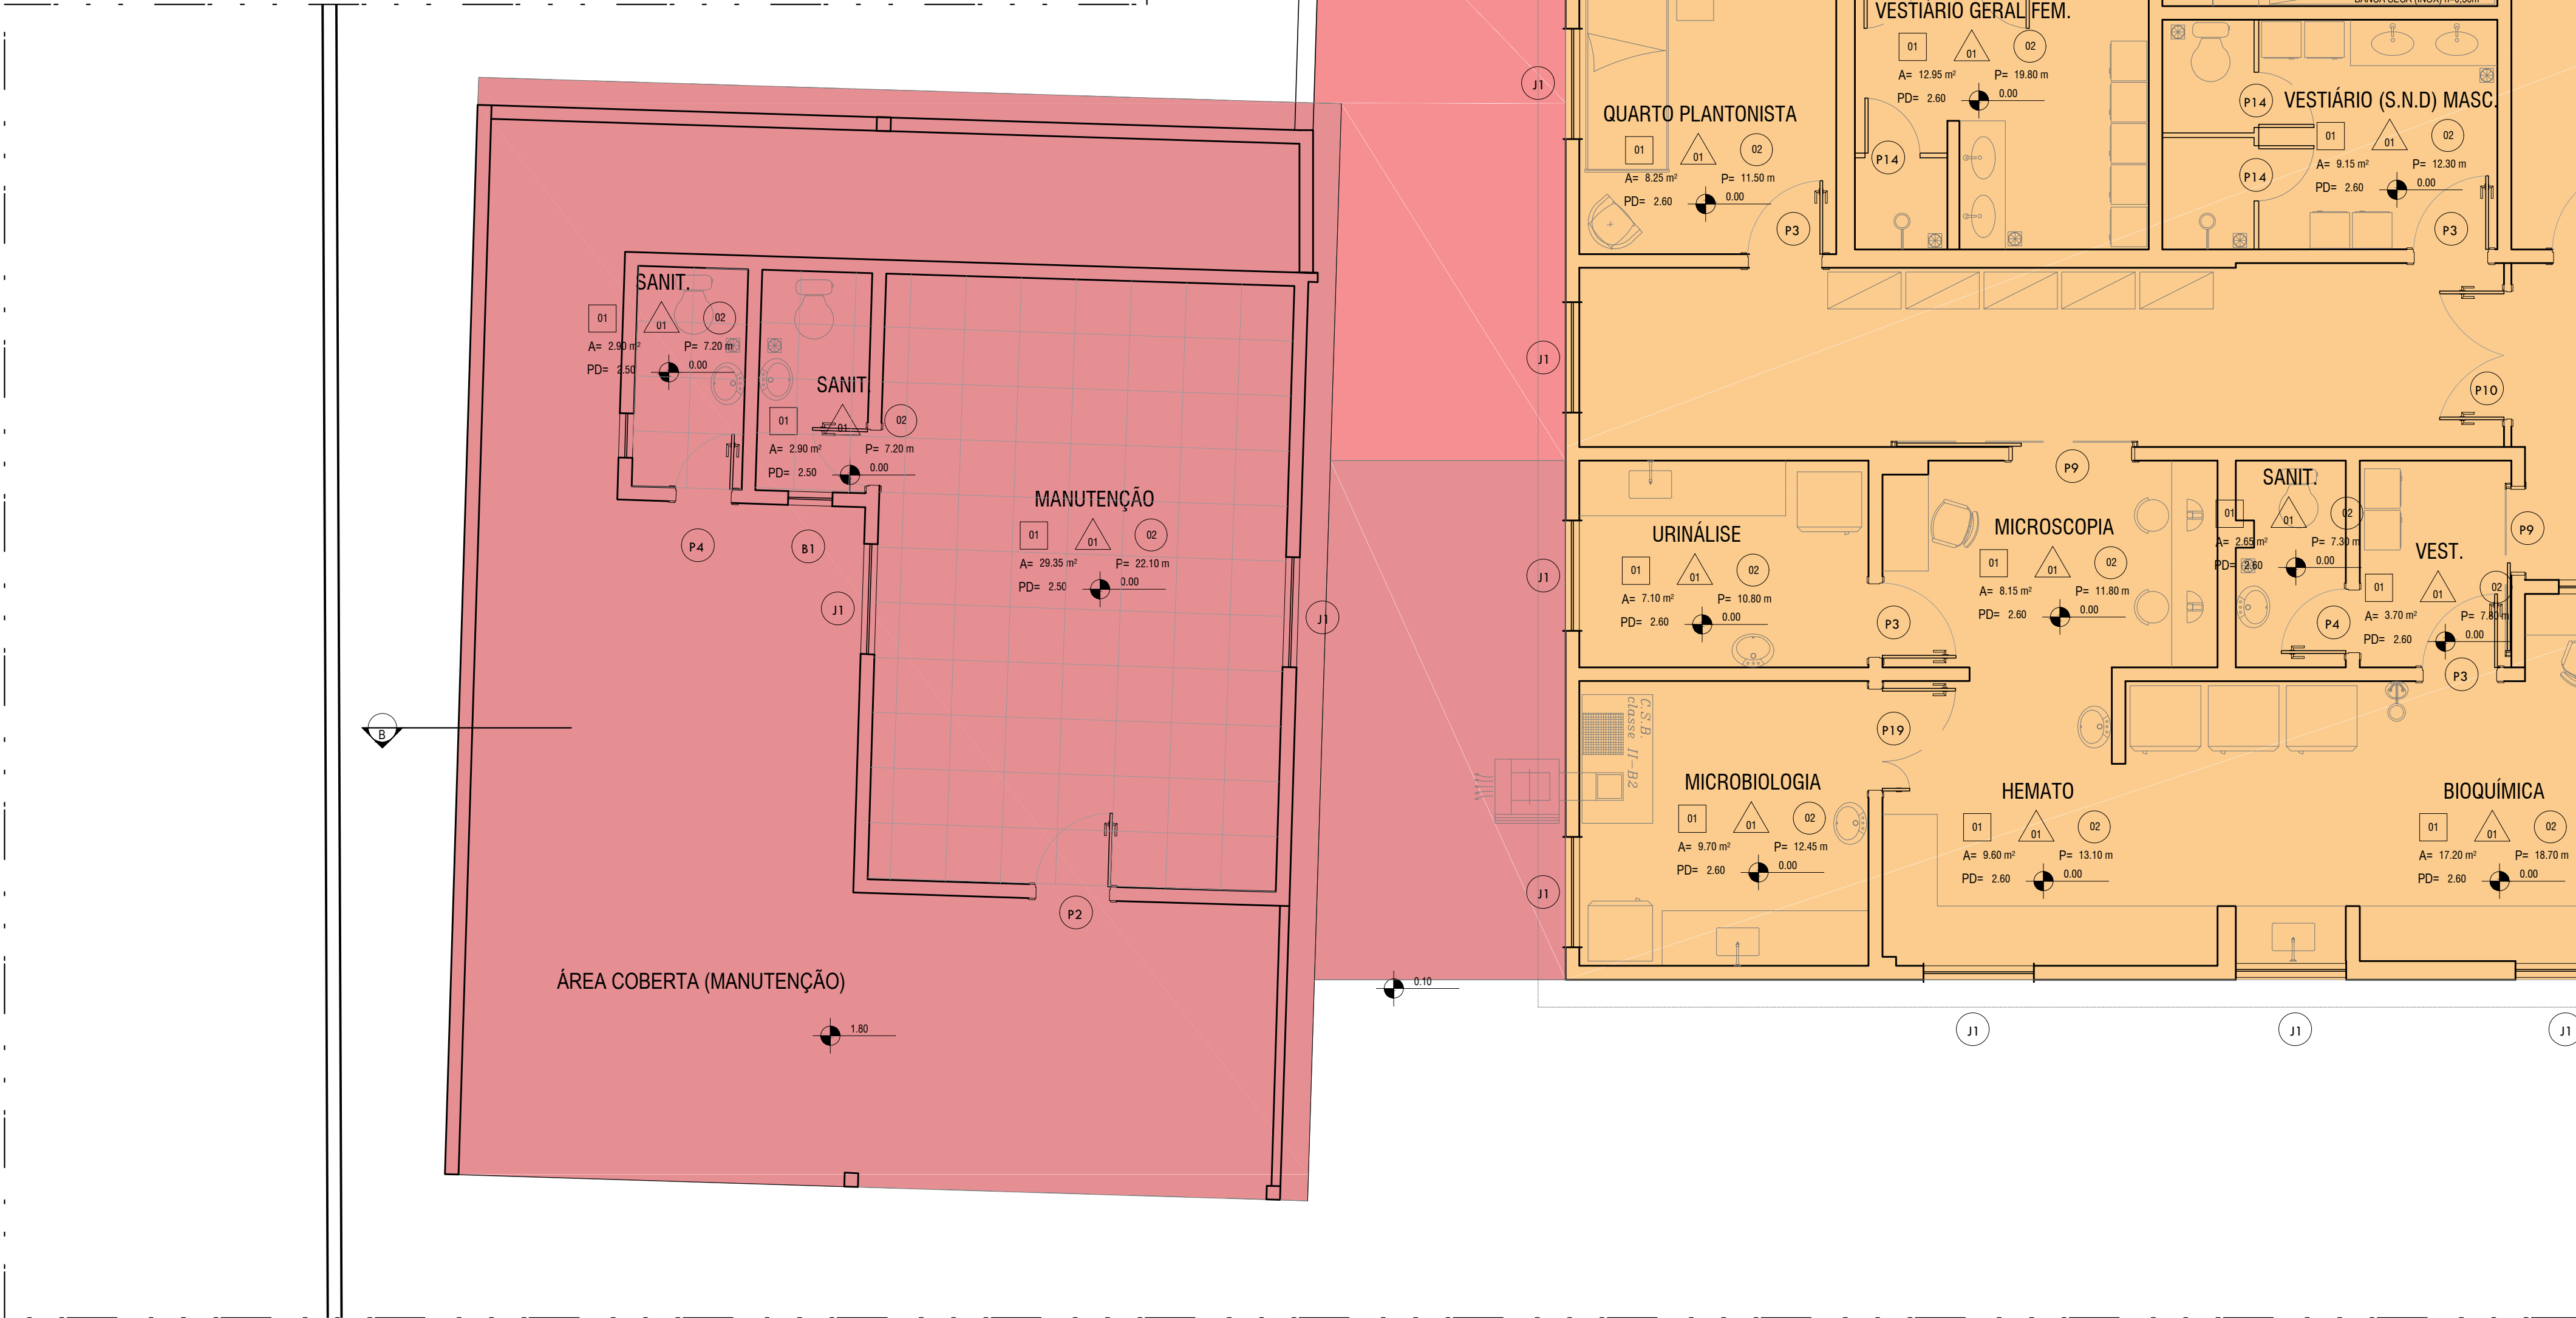 VESTIÁRIO GERAL FEM.
01 01 02
A= 12.95 m² P= 19.80 m
PD= 2.60 0.00
J1
QUARTO PLANTONISTA
01 01 02
A= 8.25 m² P= 11.50 m
PD= 2.60 0.00
P14
P3
P14
VESTIÁRIO (S.N.D) MASC.
01 01 02
A= 9.15 m² P= 12.30 m
PD= 2.60 0.00
P14
P3
SANIT.
01 01 02
A= 2.90 m² P= 7.20 m
PD= 2.50 0.00
SANIT.
01 01 02
A= 2.90 m² P= 7.20 m
PD= 2.50 0.00
J1
P10
MANUTENÇÃO
01 01 02
A= 29.35 m² P= 22.10 m
PD= 2.50 0.00
P4
B1
J1
J1
P2
P9
URINÁLISE
01 01 02
A= 7.10 m² P= 10.80 m
PD= 2.60 0.00
J1
P3
MICROSCOPIA
01 01 02
A= 8.15 m² P= 11.80 m
PD= 2.60 0.00
SANIT.
01 01 02
A= 2.65 m² P= 7.30 m
PD= 2.60 0.00
P4
P9
VEST.
01 01 02
A= 3.70 m² P= 7.80 m
PD= 2.60 0.00
P3
B
C.S.B.
classe II-B2
P19
MICROBIOLOGIA
01 01 02
A= 9.70 m² P= 12.45 m
PD= 2.60 0.00
J1
HEMATO
01 01 02
A= 9.60 m² P= 13.10 m
PD= 2.60 0.00
BIOQUÍMICA
01 01 02
A= 17.20 m² P= 18.70 m
PD= 2.60 0.00
ÁREA COBERTA (MANUTENÇÃO)
1.80
0.10
J1
J1
J1